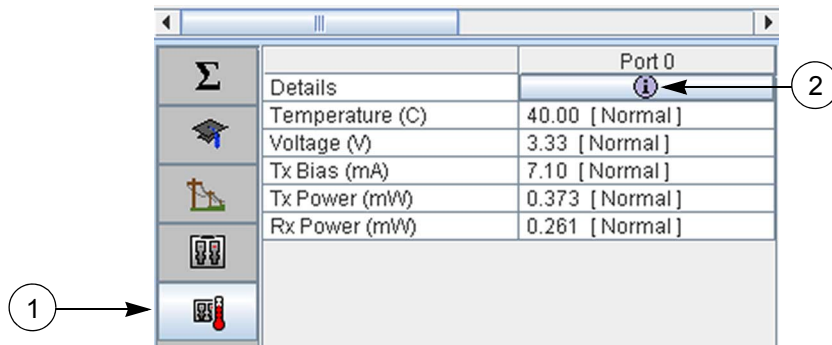 Port 0
Details
Temperature (C) 40.00 [ Normal ]
Voltage (V) 3.33 [ Normal ]
Tx Bias (mA) 7.10 [ Normal ]
Tx Power (mW) 0.373 [ Normal ]
Rx Power (mW) 0.261 [ Normal ]
1
2